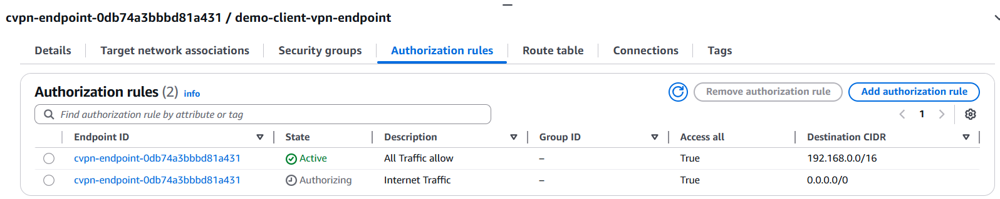 cvpn-endpoint-0db74a3bbbd81a431 / demo-client-vpn-endpoint
Details Target network associations Security groups Authorization rules Route table Connections Tags
Authorization rules (2) info Remove authorization rule Add authorization rule
Find authorization rule by attribute or tag 1
Endpoint ID State Description Group ID Access all Destination CIDR
cvpn-endpoint-0db74a3bbbd81a431 Active All Traffic allow – True 192.168.0.0/16
cvpn-endpoint-0db74a3bbbd81a431 Authorizing Internet Traffic – True 0.0.0.0/0